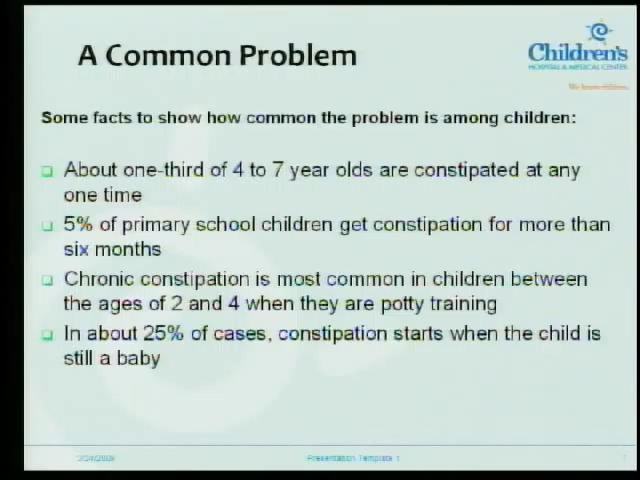 A Common Problem
Children's
HOSPITAL & MEDICAL CENTER
Some facts to show how common the problem is among children:
About one-third of 4 to 7 year olds are constipated at any
one time
5% of primary school children get constipation for more than
six months
Chronic constipation is most common in children between
the ages of 2 and 4 when they are potty training
In about 25% of cases, constipation starts when the child is
still a baby
Presentation Template